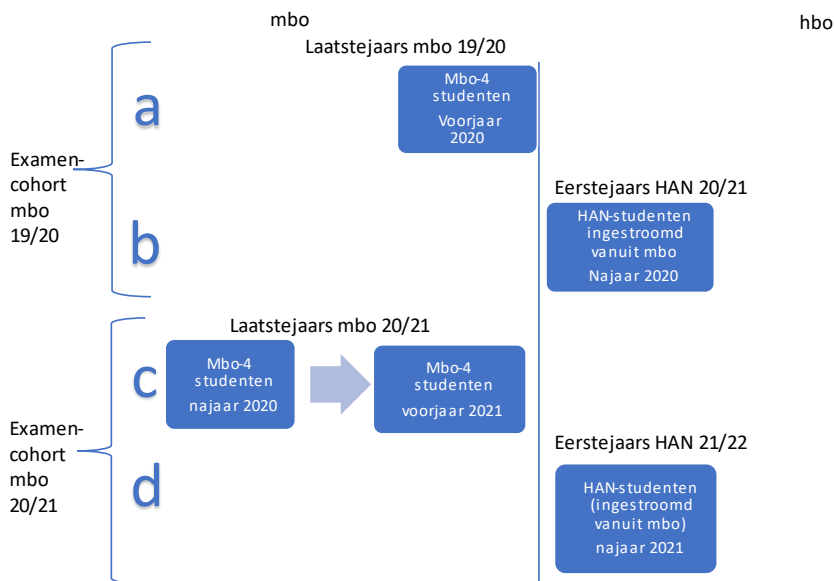 mbo
hbo
Laatstejaars mbo 19/20
a
Mbo-4
studenten
Voorjaar
2020
Examen-
cohort
mbo
19/20
Eerstejaars HAN 20/21
b
HAN-studenten
ingestroomd
vanuit mbo
Najaar 2020
Laatstejaars mbo 20/21
c
Mbo-4
studenten
najaar 2020
Mbo-4
studenten
voorjaar 2021
Examen-
cohort
mbo
20/21
Eerstejaars HAN 21/22
d
HAN-studenten
(ingestroomd
vanuit mbo)
najaar 2021